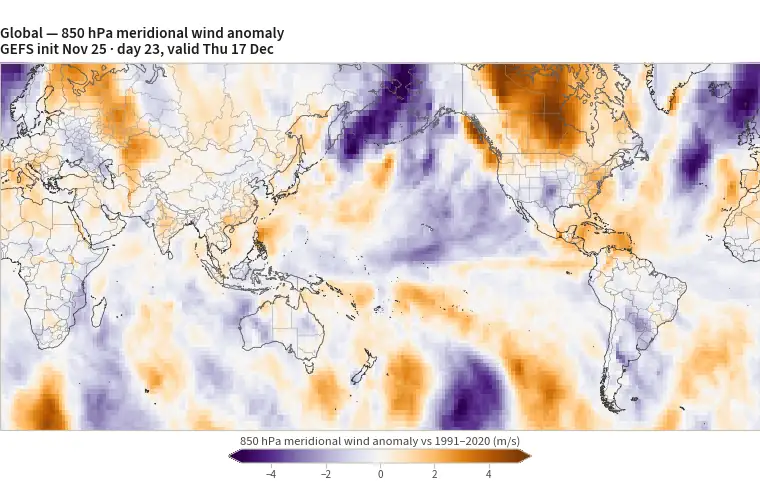 Global — 850 hPa meridional wind anomaly
GEFS init Nov 25 · day 23, valid Thu 17 Dec
850 hPa meridional wind anomaly vs 1991–2020 (m/s)
−4 −2 0 2 4